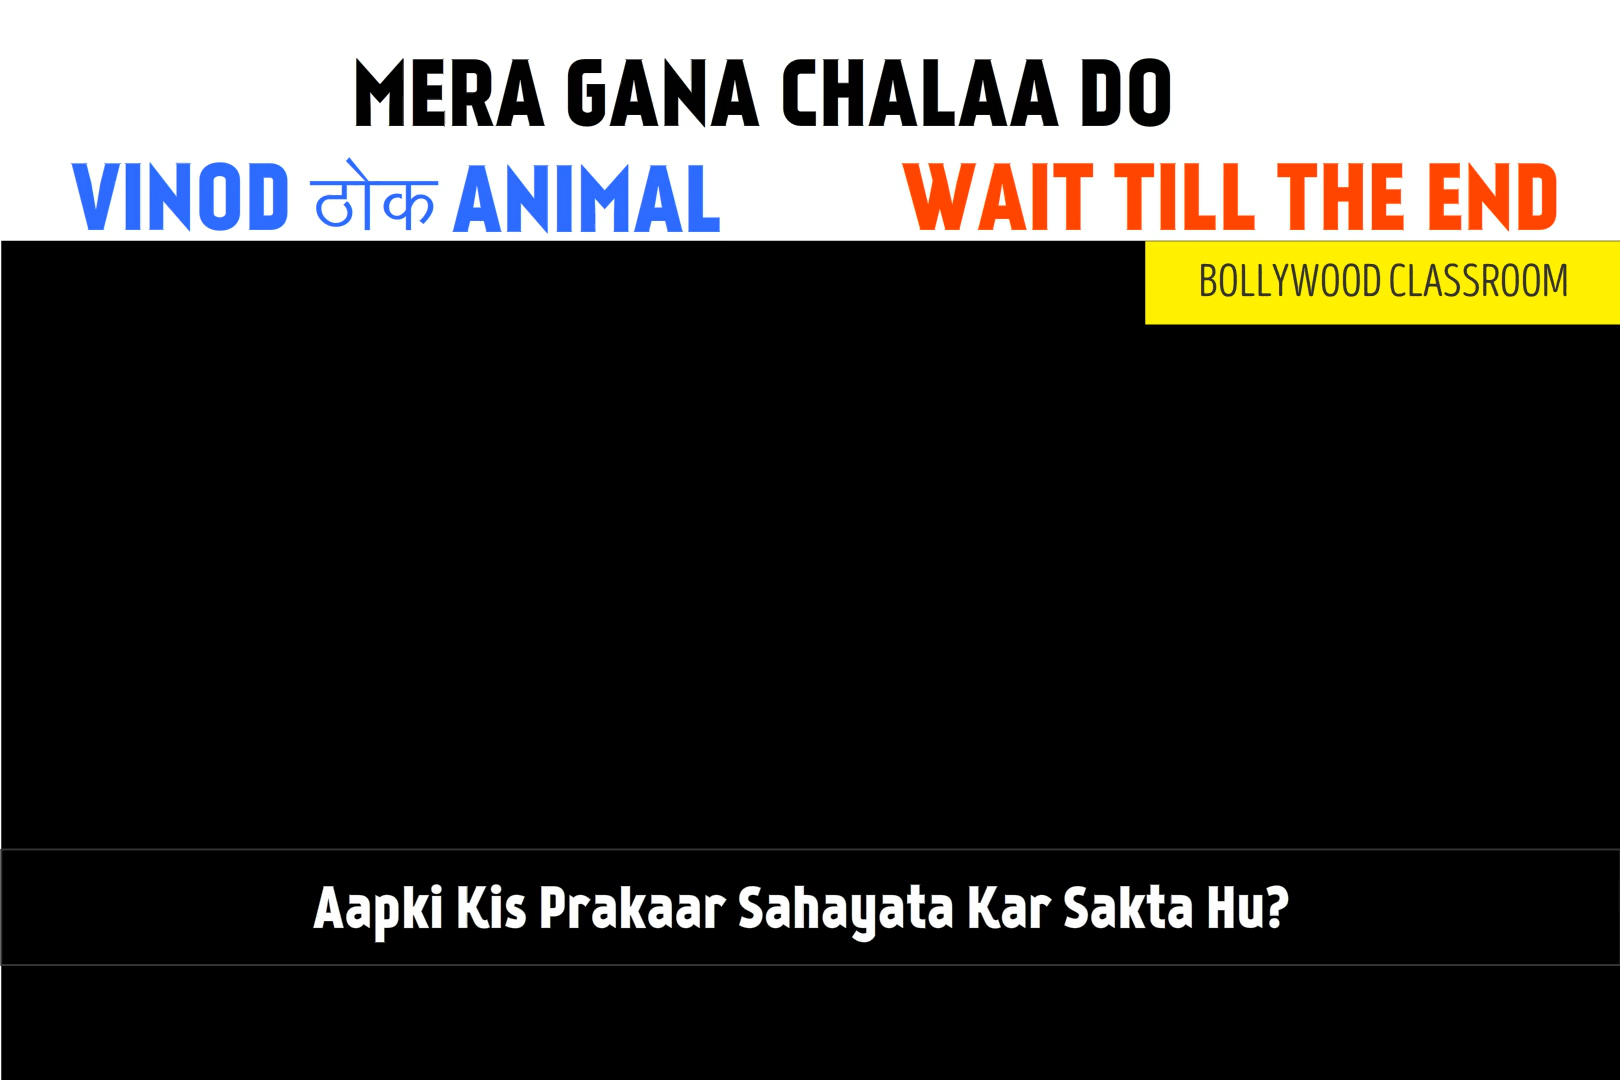 MERA GANA CHALAA DO
VINOD ठोक ANIMAL WAIT TILL THE END
BOLLYWOOD CLASSROOM
Aapki Kis Prakaar Sahayata Kar Sakta Hu?